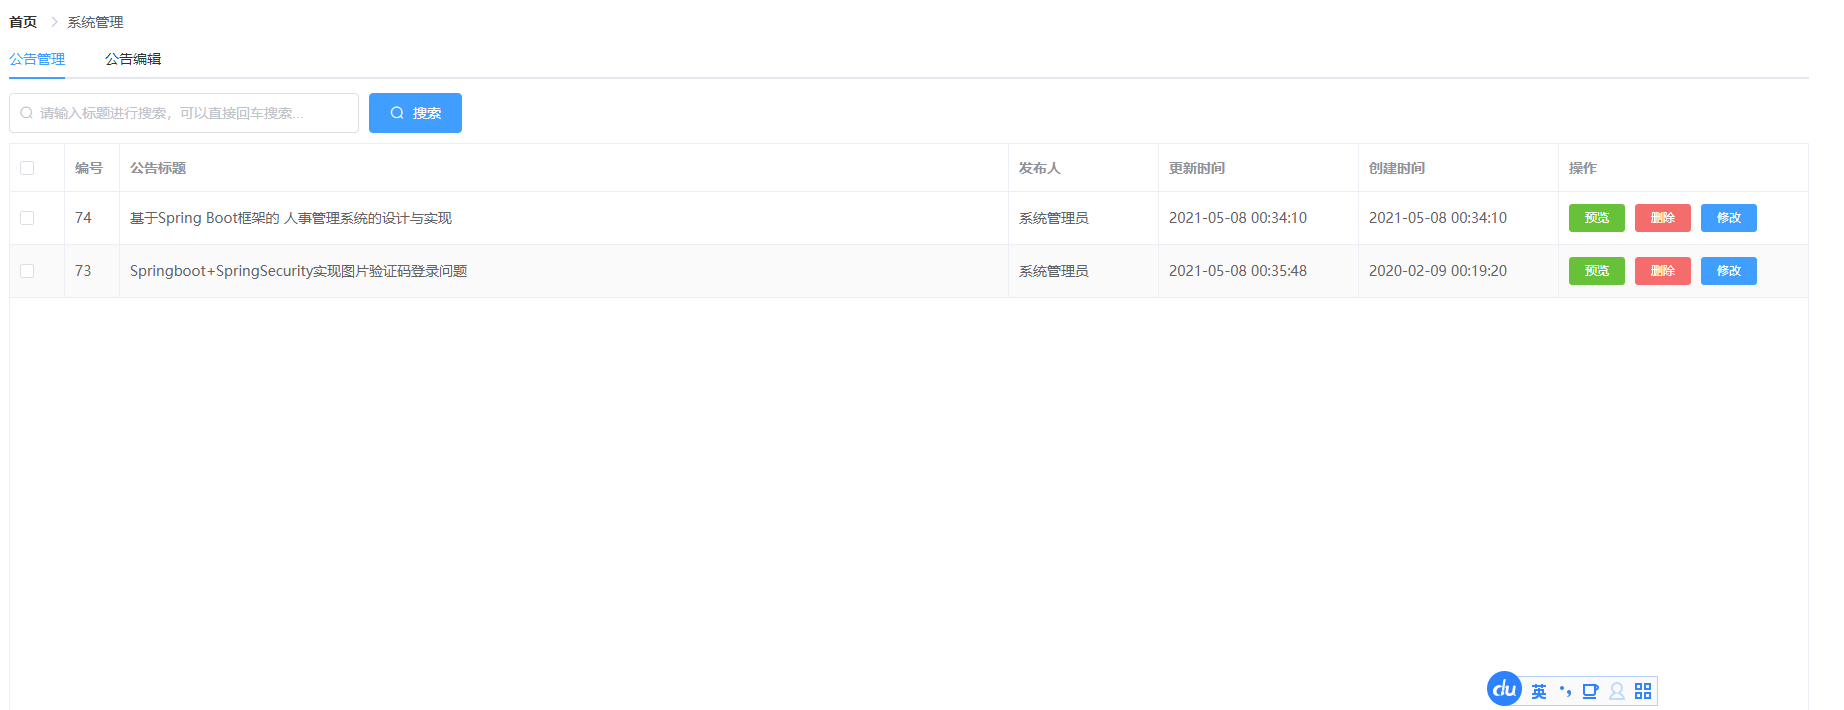 首页 系统管理
公告管理 公告编辑
请输入标题进行搜索，可以直接回车搜索... 搜索
编号 公告标题 发布人 更新时间 创建时间 操作
74 基于Spring Boot框架的 人事管理系统的设计与实现 系统管理员 2021-05-08 00:34:10 2021-05-08 00:34:10 预览 删除 修改
73 Springboot+SpringSecurity实现图片验证码登录问题 系统管理员 2021-05-08 00:35:48 2020-02-09 00:19:20 预览 删除 修改
du 英